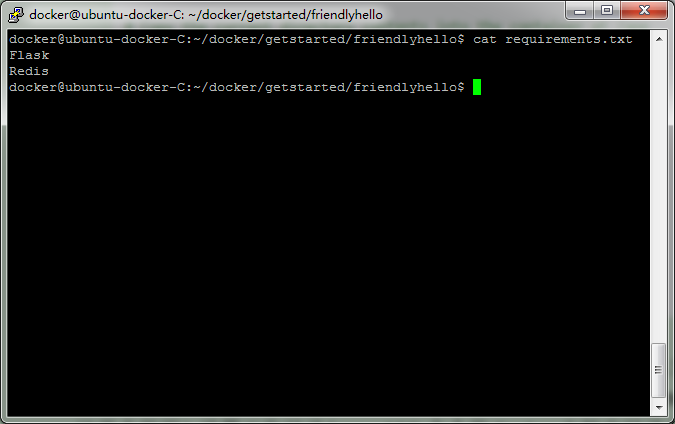 docker@ubuntu-docker-C: ~/docker/getstarted/friendlyhello
docker@ubuntu-docker-C:~/docker/getstarted/friendlyhello$ cat requirements.txt
Flask
Redis
docker@ubuntu-docker-C:~/docker/getstarted/friendlyhello$